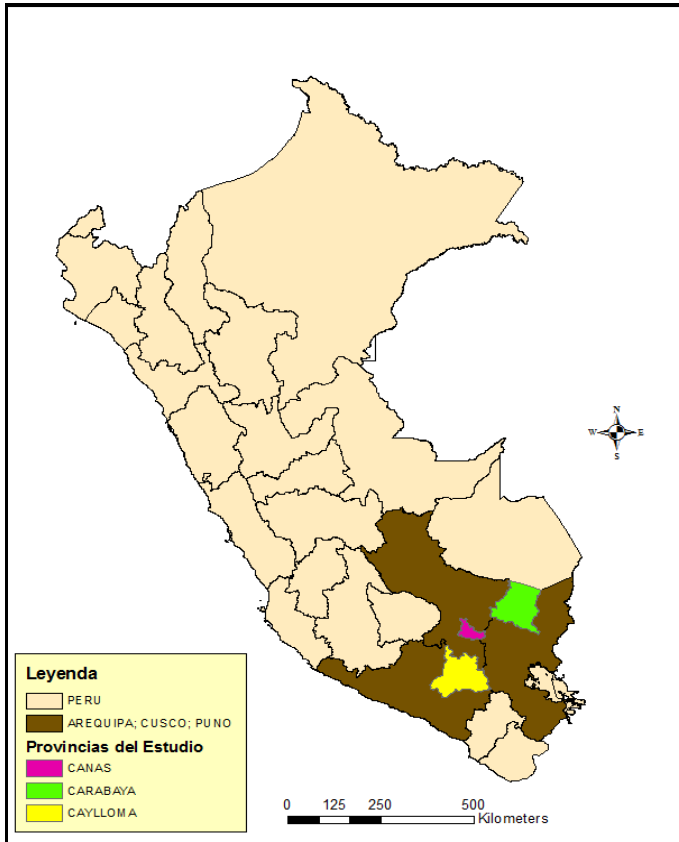 N
W E
S
Leyenda
PERU
AREQUIPA; CUSCO; PUNO
Provincias del Estudio
CANAS
CARABAYA
CAYLLOMA
0 125 250 500
Kilometers